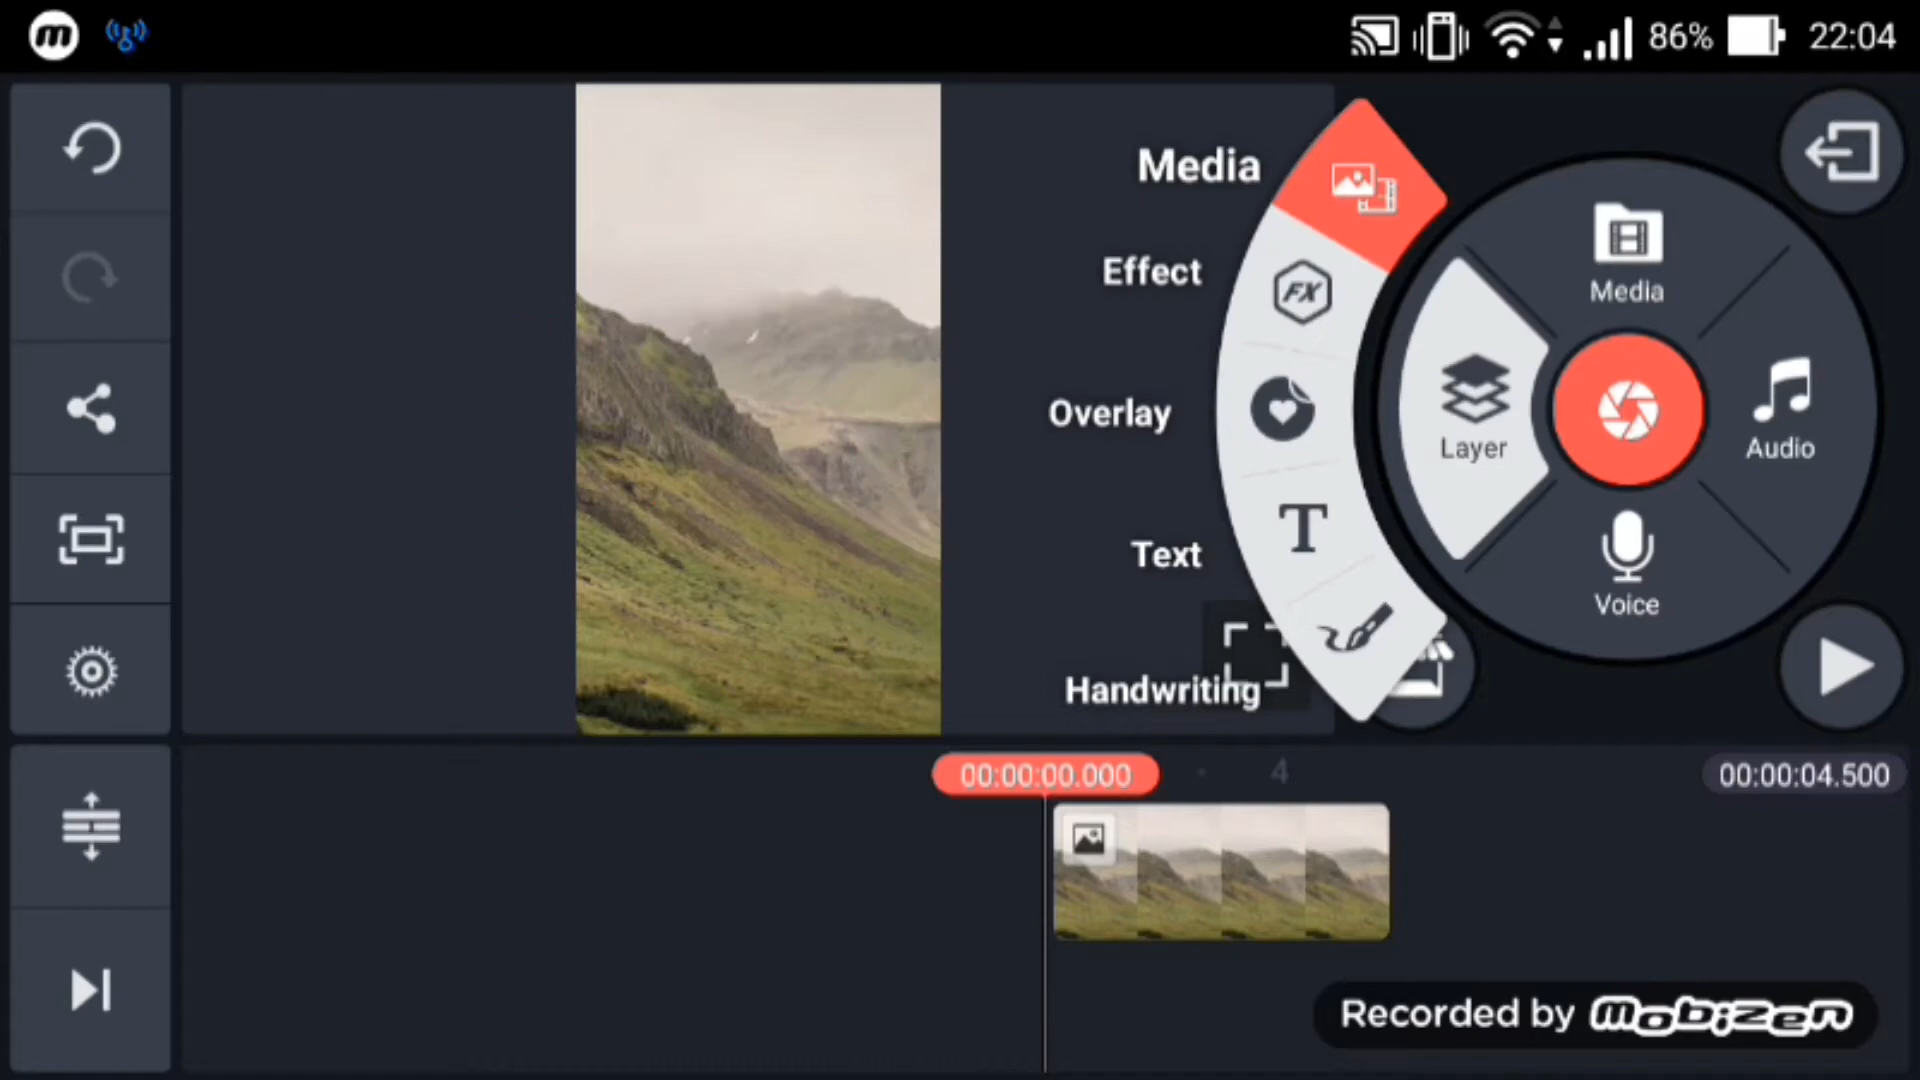 m
86% 22:04
Media
Effect
Overlay
Text
Handwriting
FX
T
Media
Layer
Audio
Voice
00:00:00.000
4
00:00:04.500
Recorded by mobizen